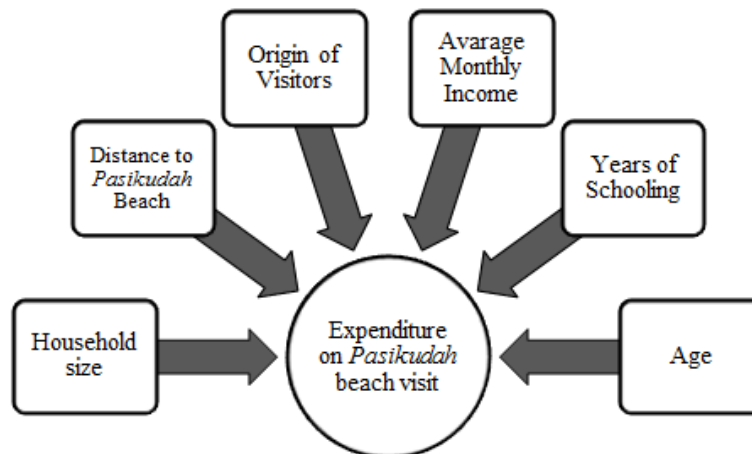 Origin of
Visitors
Avarage
Monthly
Income
Distance to
Pasikudah
Beach
Years of
Schooling
Household
size
Expenditure
on Pasikudah
beach visit
Age